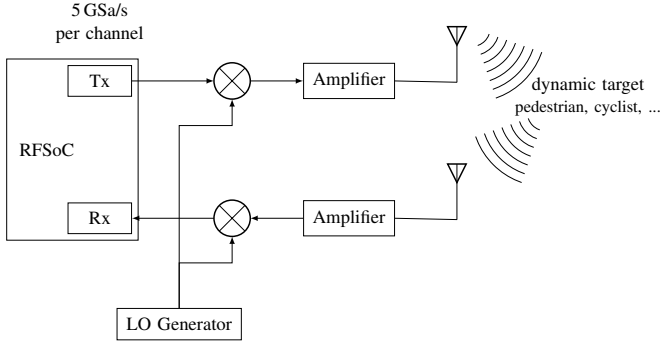 5 GSa/s
per channel
Tx
Amplifier
dynamic target
pedestrian, cyclist, ...
RFSoC
Rx
Amplifier
LO Generator